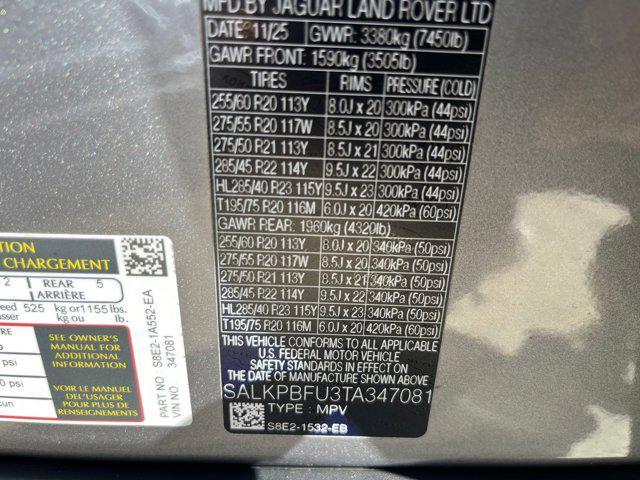 MFD BY JAGUAR LAND ROVER LTD
DATE: 11/25 GVWR: 3380kg (7450lb)
GAWR FRONT: 1590kg (3505lb)
TIRES RIMS PRESSURE (COLD)
255/60 R20 113Y 8.0J x 20 300kPa (44psi)
275/55 R20 117W 8.5J x 20 300kPa (44psi)
275/50 R21 113Y 8.5J x 21 300kPa (44psi)
285/45 R22 114Y 9.5J x 22 300kPa (44psi)
HL285/40 R23 115Y 9.5J x 23 300kPa (44psi)
T195/75 R20 116M 6.0J x 20 420kPa (60psi)
GAWR REAR: 1960kg (4320lb)
255/60 R20 113Y 8.0J x 20 340kPa (50psi)
275/55 R20 117W 8.5J x 20 340kPa (50psi)
275/50 R21 113Y 8.5J x 21 340kPa (50psi)
285/45 R22 114Y 9.5J x 22 340kPa (50psi)
HL285/40 R23 115Y 9.5J x 23 340kPa (50psi)
T195/75 R20 116M 6.0J x 20 420kPa (60psi)
THIS VEHICLE CONFORMS TO ALL APPLICABLE
U.S. FEDERAL MOTOR VEHICLE
SAFETY STANDARDS
IN EFFECT ON THE DATE OF MANUFACTURE SHOWN ABOVE
SALKPBFU3TA347081
TYPE: MPV
S8E2-1532-EB
CHARGEMENT
2 REAR 5
ARRIÈRE
525 kg or 1155 lbs.
kg ou lb.
SEE OWNER'S
MANUAL FOR
ADDITIONAL
INFORMATION
VOIR LE MANUEL
DE L'USAGER
POUR PLUS DE
RENSEIGNEMENTS
PART NO: S8E2-1A552-EA
VIN NO: 347081